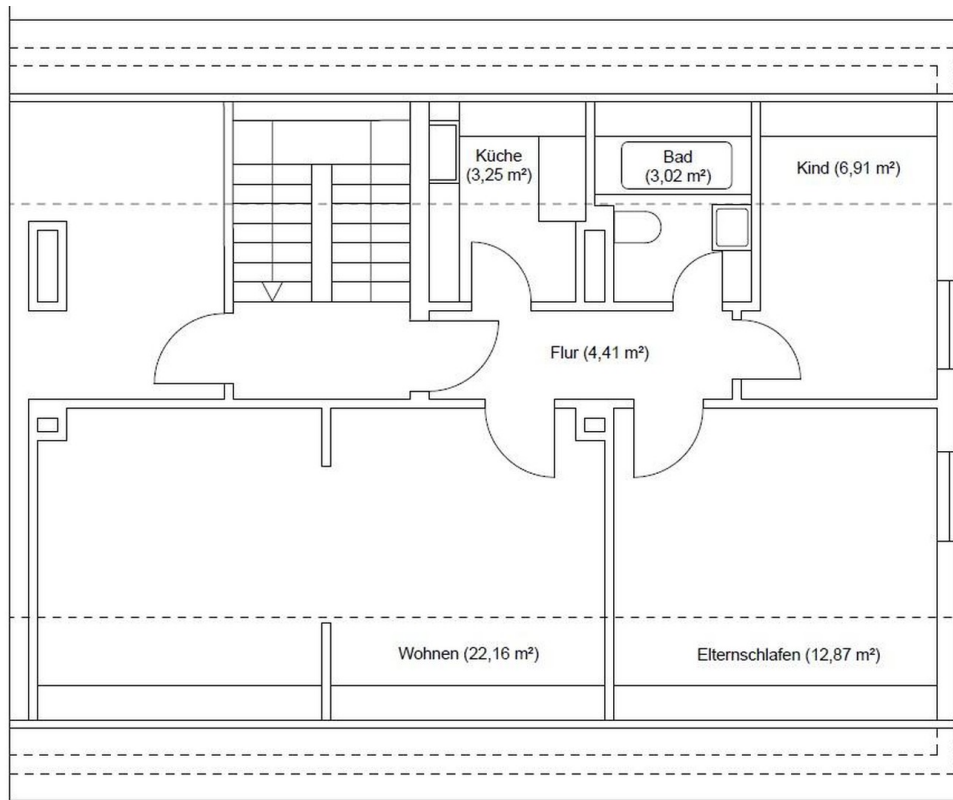 Küche
(3,25 m²)
Bad
(3,02 m²)
Kind (6,91 m²)
Flur (4,41 m²)
Wohnen (22,16 m²)
Elternschlafen (12,87 m²)